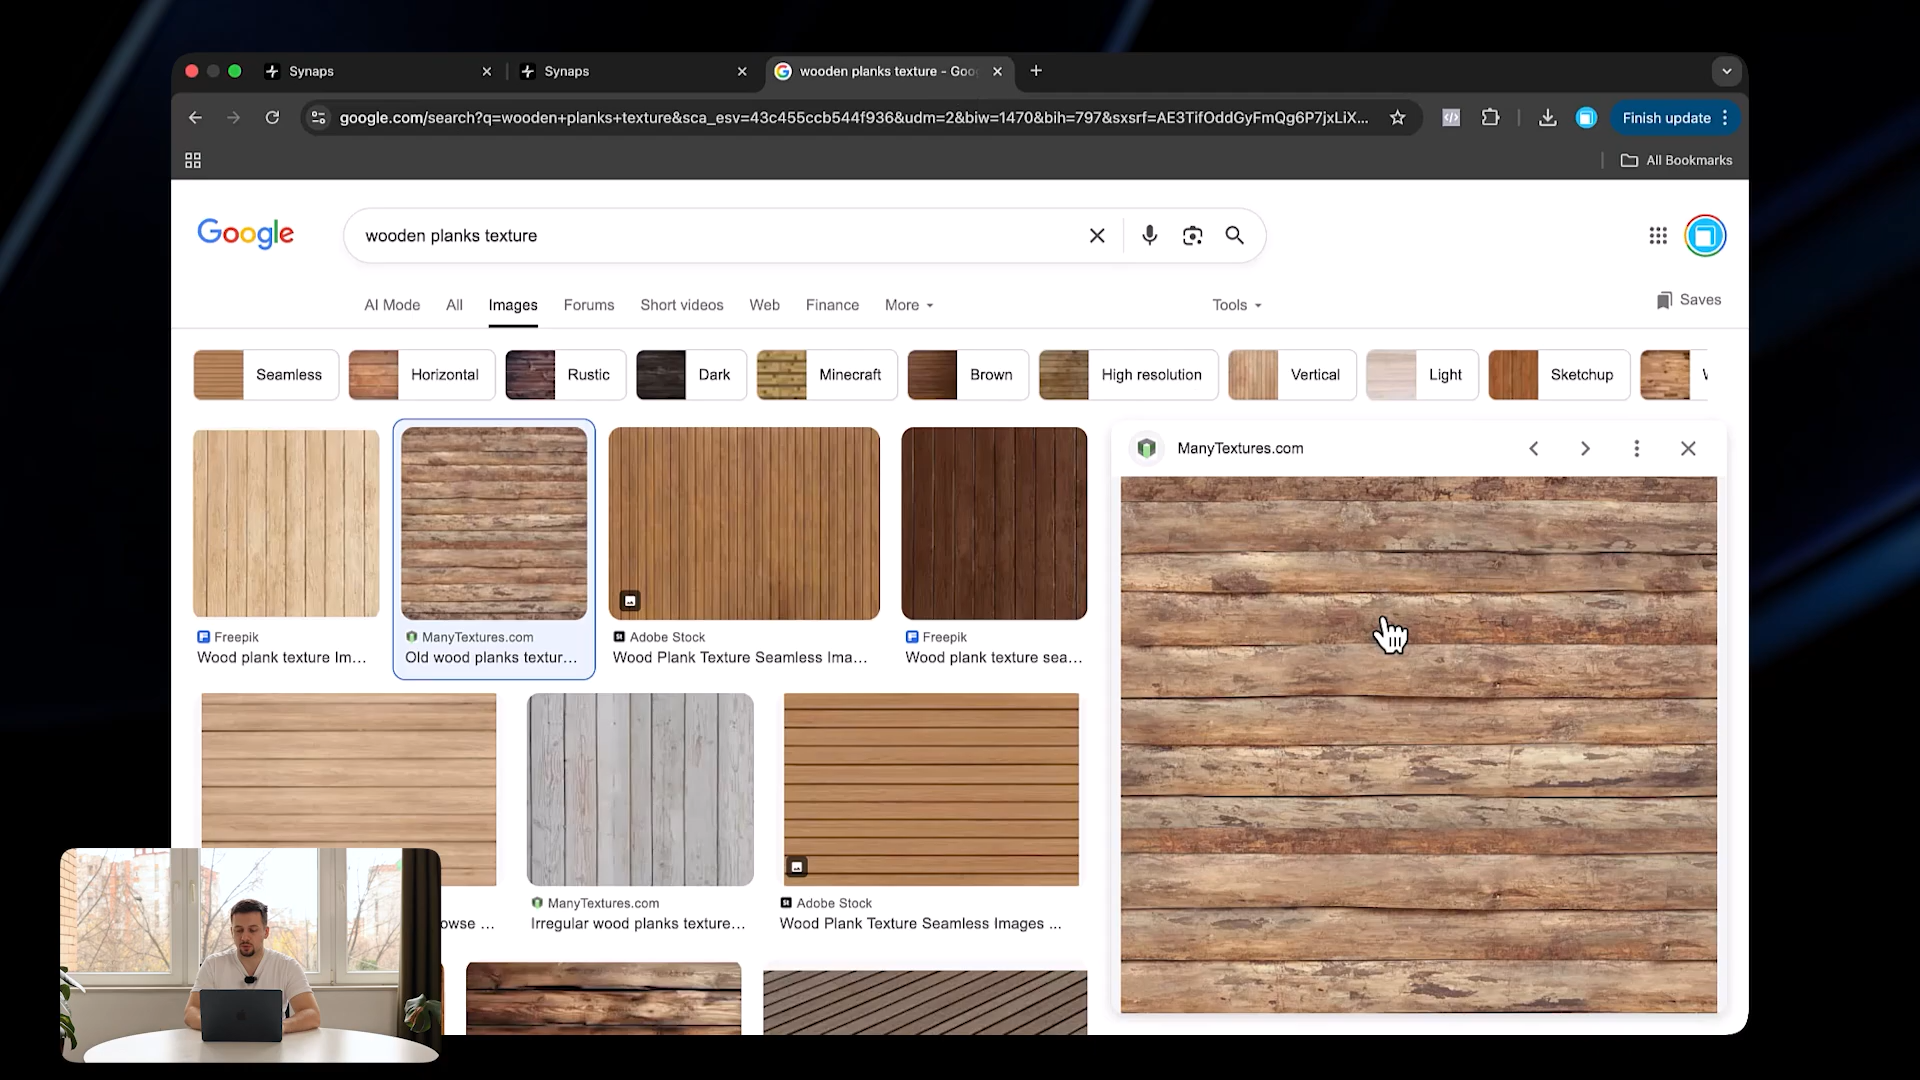 Synaps
Synaps
wooden planks texture - Goo
google.com/search?q=wooden+planks+texture&sca_esv=43c455ccb544f936&udm=2&biw=1470&bih=797&sxsrf=AE3TifOddGyFmQg6P7jxLiX...
Finish update
All Bookmarks
Google
wooden planks texture
AI Mode
All
Images
Forums
Short videos
Web
Finance
More
Tools
Saves
Seamless
Horizontal
Rustic
Dark
Minecraft
Brown
High resolution
Vertical
Light
Sketchup
ManyTextures.com
Freepik
Wood plank texture Im...
ManyTextures.com
Old wood planks textur...
Adobe Stock
Wood Plank Texture Seamless Ima...
Freepik
Wood plank texture sea...
owse ...
ManyTextures.com
Irregular wood planks texture...
Adobe Stock
Wood Plank Texture Seamless Images ...